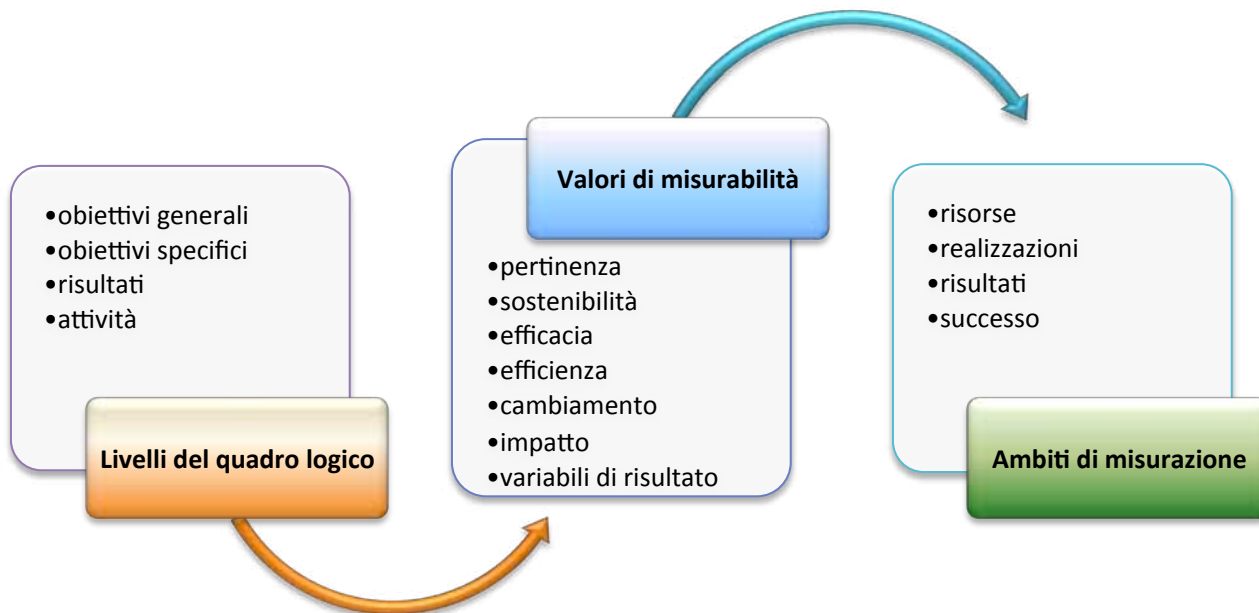 •obiettivi generali
•obiettivi specifici
•risultati
•attività
Livelli del quadro logico
Valori di misurabilità
•pertinenza
•sostenibilità
•efficacia
•efficienza
•cambiamento
•impatto
•variabili di risultato
•risorse
•realizzazioni
•risultati
•successo
Ambiti di misurazione